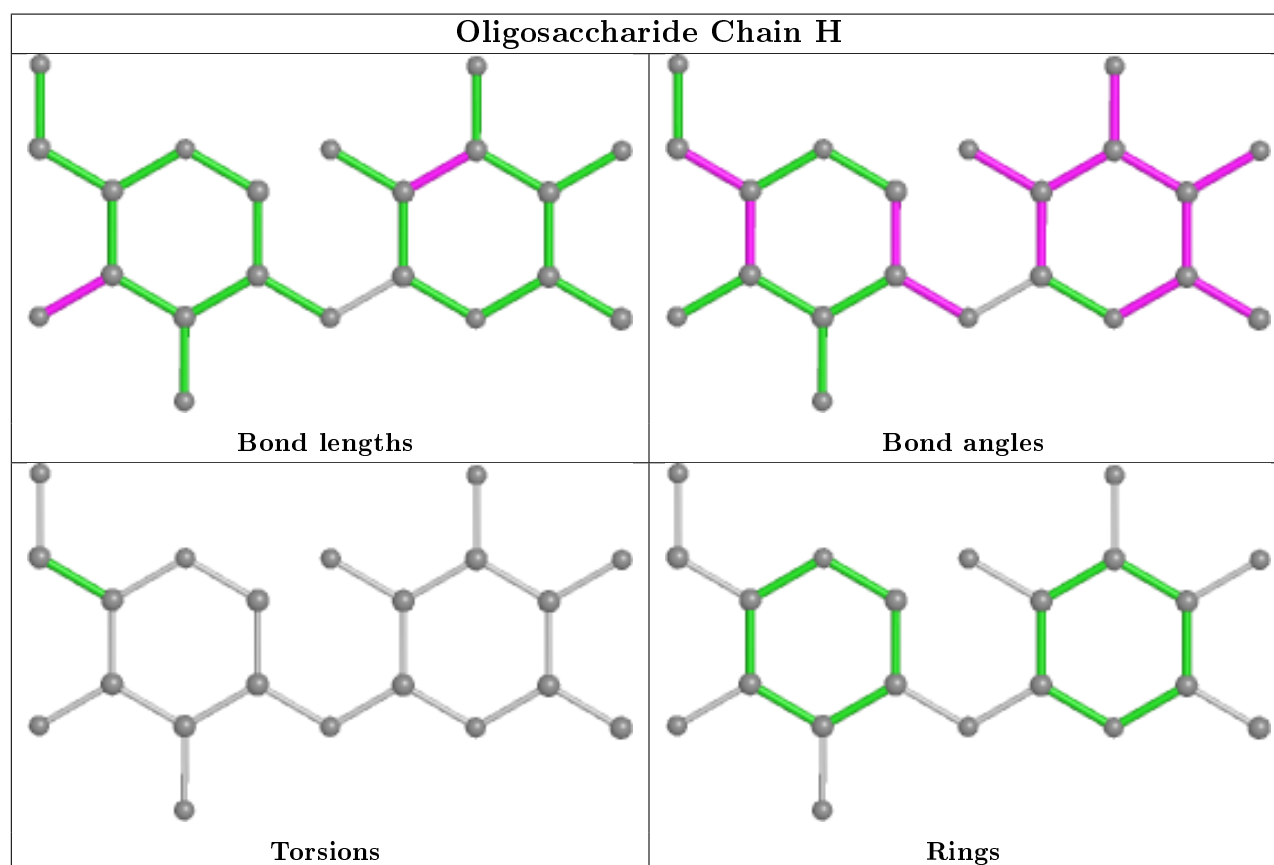 Oligosaccharide Chain H
Bond lengths
Bond angles
Torsions
Rings